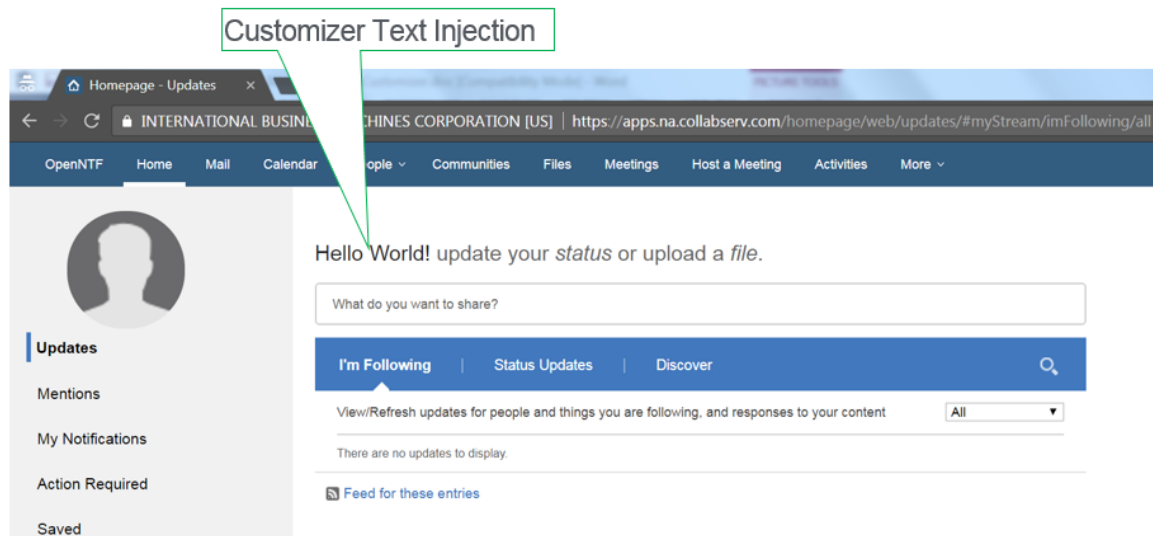 Customizer Text Injection
Homepage - Updates ×
INTERNATIONAL BUSINE CHINES CORPORATION [US] | https://apps.na.collabserv.com/homepage/web/updates/#myStream/imFollowing/all
OpenNTF Home Mail Calendar ople Communities Files Meetings Host a Meeting Activities More
Hello World! update your status or upload a file.
What do you want to share?
Updates
I'm Following | Status Updates | Discover
Mentions
View/Refresh updates for people and things you are following, and responses to your content All
My Notifications
There are no updates to display.
Action Required
Feed for these entries
Saved